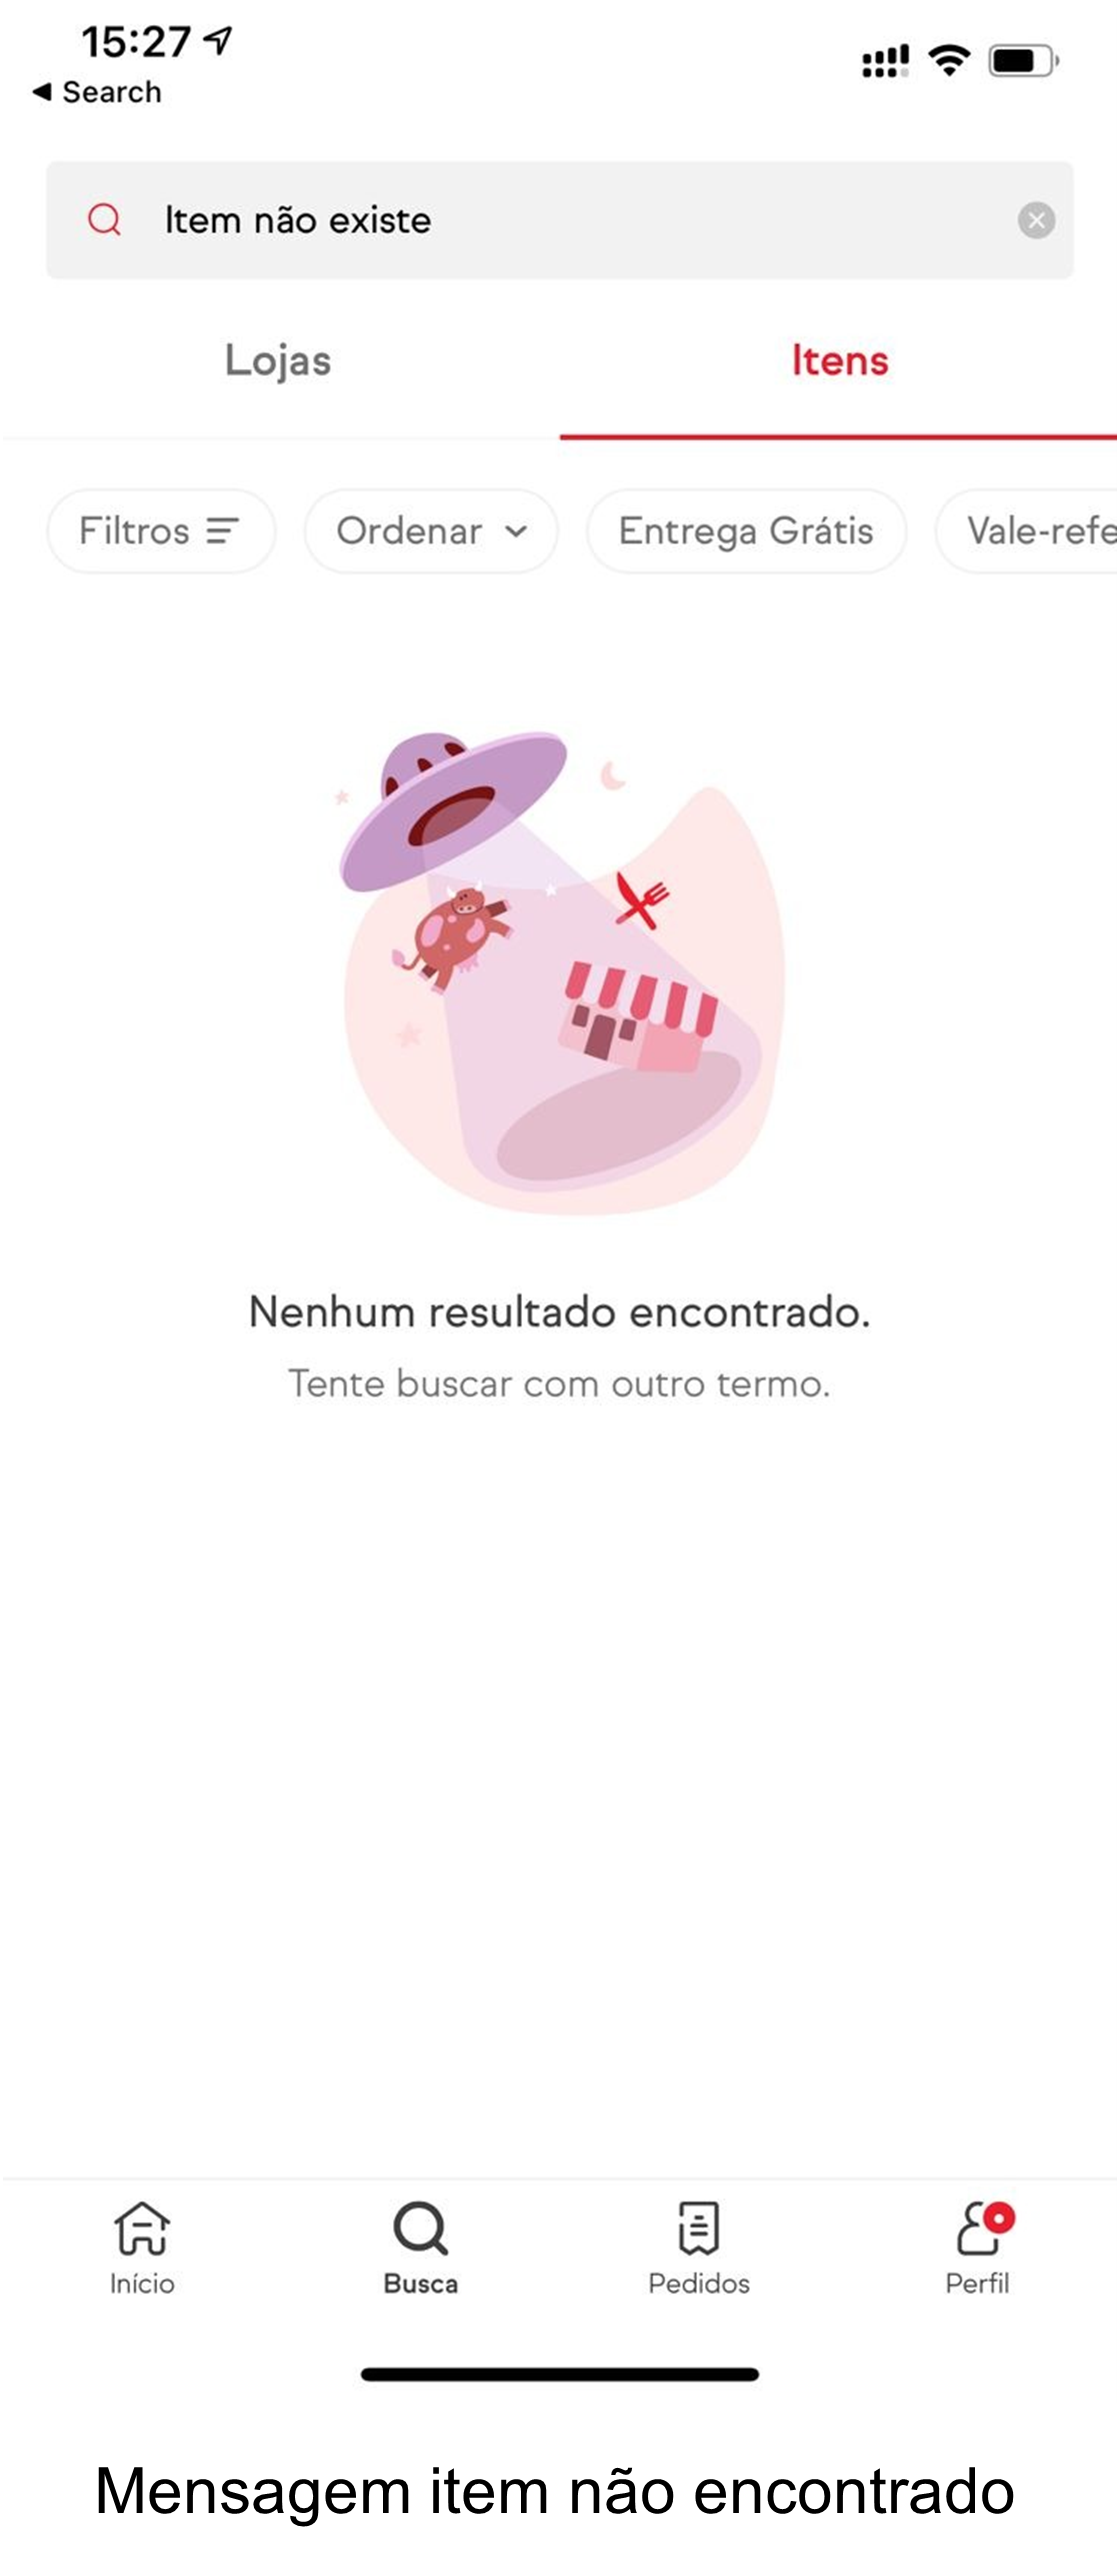 15:27
Search
Item não existe
Lojas
Itens
Filtros
Ordenar
Entrega Grátis
Vale-refe
Nenhum resultado encontrado.
Tente buscar com outro termo.
Início
Busca
Pedidos
Perfil
Mensagem item não encontrado